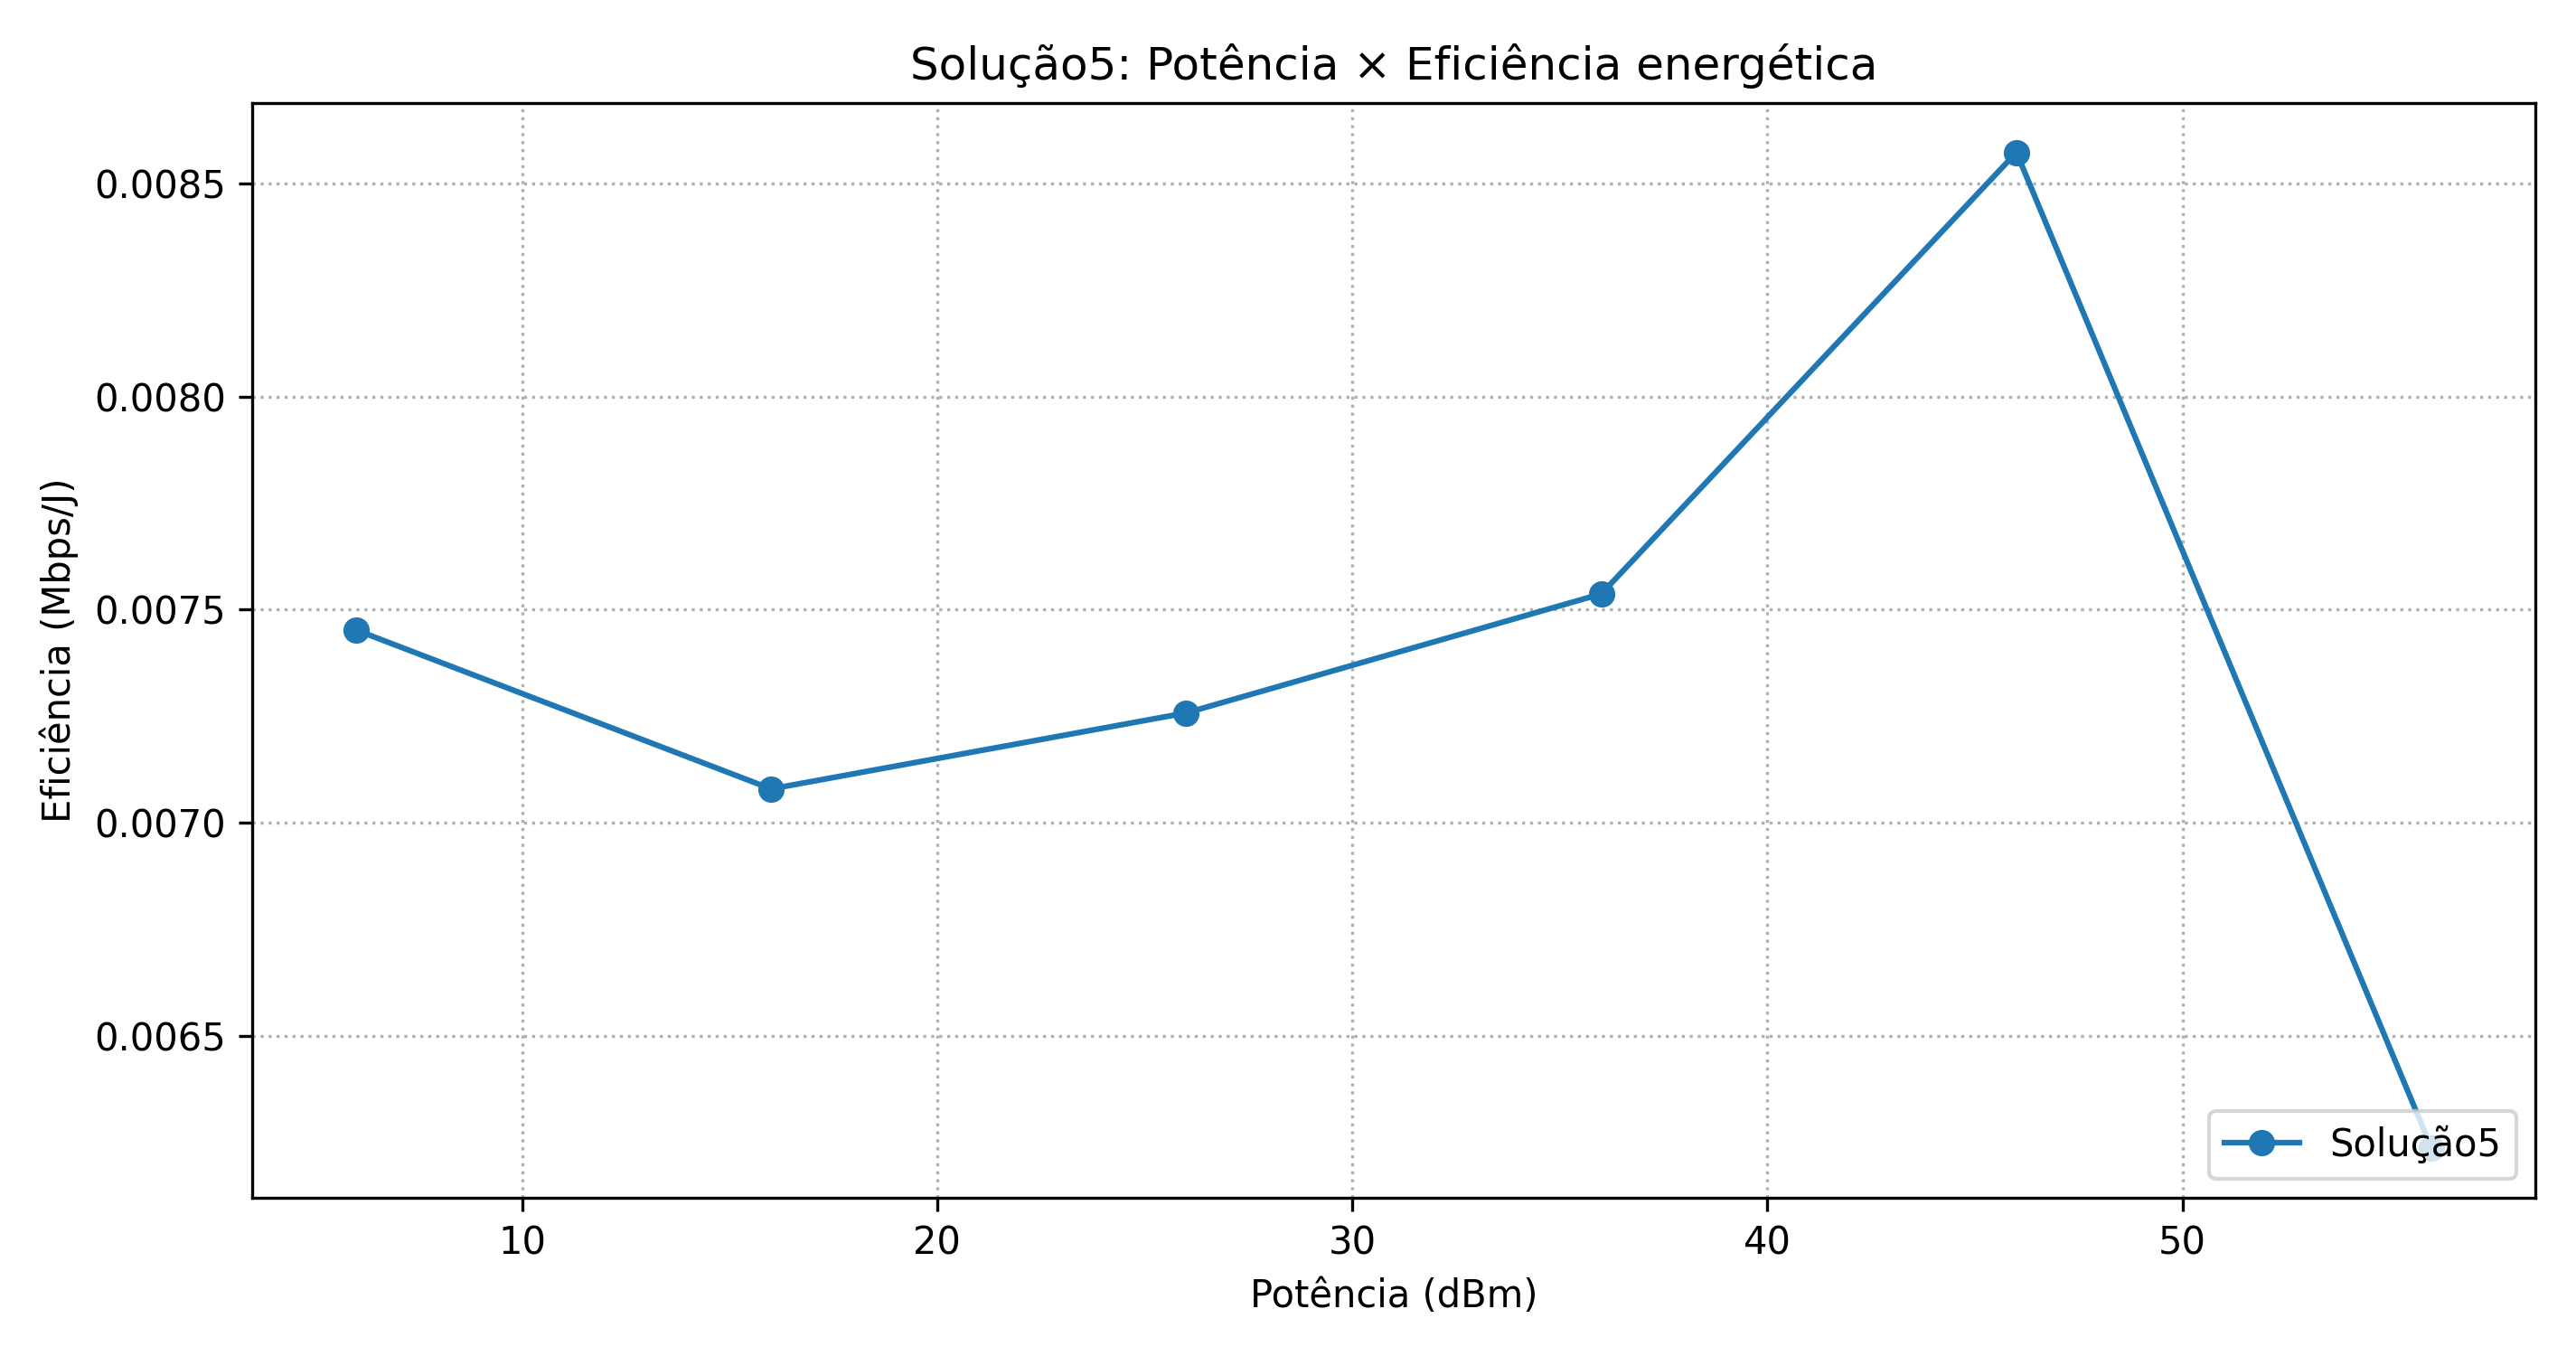 Solução5: Potência × Eficiência energética
Eficiência (Mbps/J)
0.0085
0.0080
0.0075
0.0070
0.0065
Solução5
10 20 30 40 50
Potência (dBm)